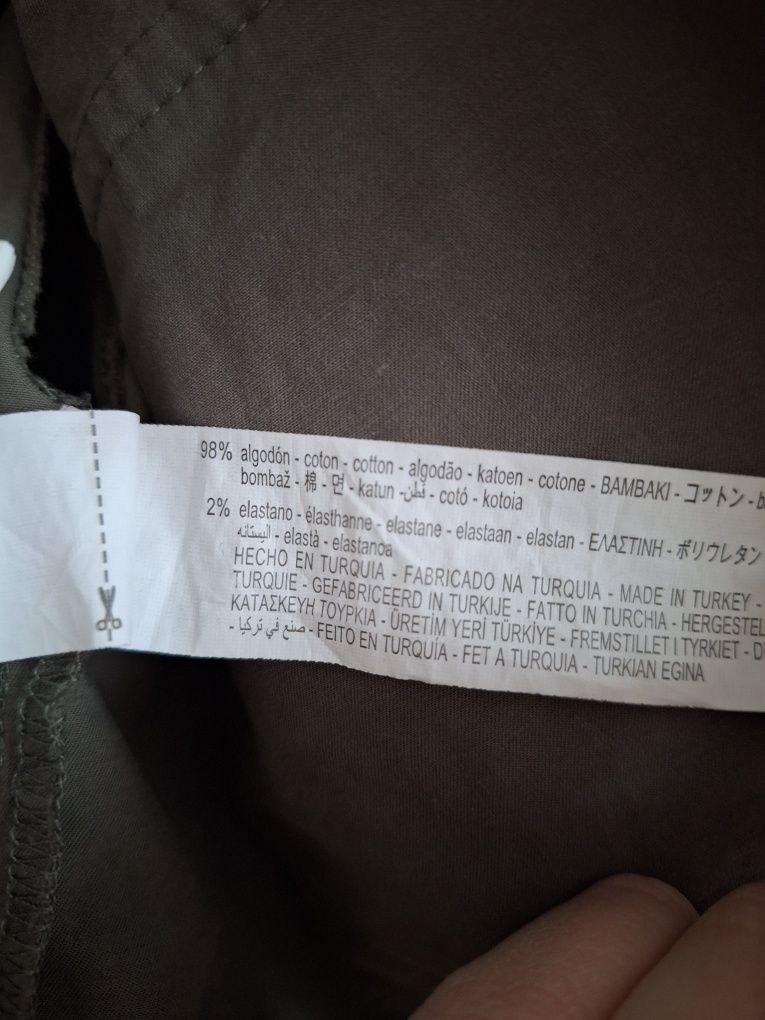 98% algodón - coton - cotton - algodão - katoen - cotone - BAMBAKI - コットン -
bombaž - 棉 - 면 - katun - قطن - cotó - kotoia
2% elastano - élasthanne - elastane - elastaan - elastan - ΕΛΑΣΤΙΝΗ - ポリウレタン
اليستانه - elastà - elastanoa
HECHO EN TURQUIA - FABRICADO NA TURQUIA - MADE IN TURKEY -
TURQUIE - GEFABRICEERD IN TURKIJE - FATTO IN TURCHIA -
ΚΑΤΑΣΚΕΥΗ ΤΟΥΡΚΙΑ - ÜRETİM YERİ TÜRKİYE - FREMSTILLET I TYRKIET -
صنع في تركيا - FEITO EN TURQUÍA - FET A TURQUIA - TURKIAN EGINA